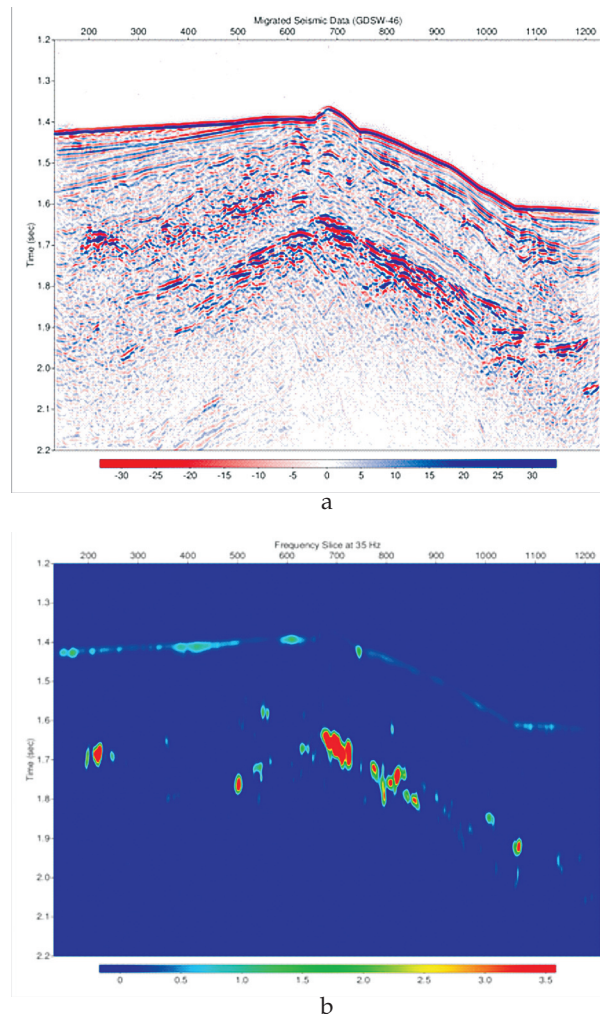 Migrated Seismic Data (GDSW-46)
200 300 400 500 600 700 800 900 1000 1100 1200
1.2
1.3
1.4
1.5
1.6
1.7
1.8
1.9
2.0
2.1
2.2
Time (sec)
-30 -25 -20 -15 -10 -5 0 5 10 15 20 25 30
a
Frequency Slice at 35 Hz
200 300 400 500 600 700 800 900 1000 1100 1200
1.2
1.3
1.4
1.5
1.6
1.7
1.8
1.9
2.0
2.1
2.2
Time (sec)
0 0.5 1.0 1.5 2.0 2.5 3.0 3.5
b